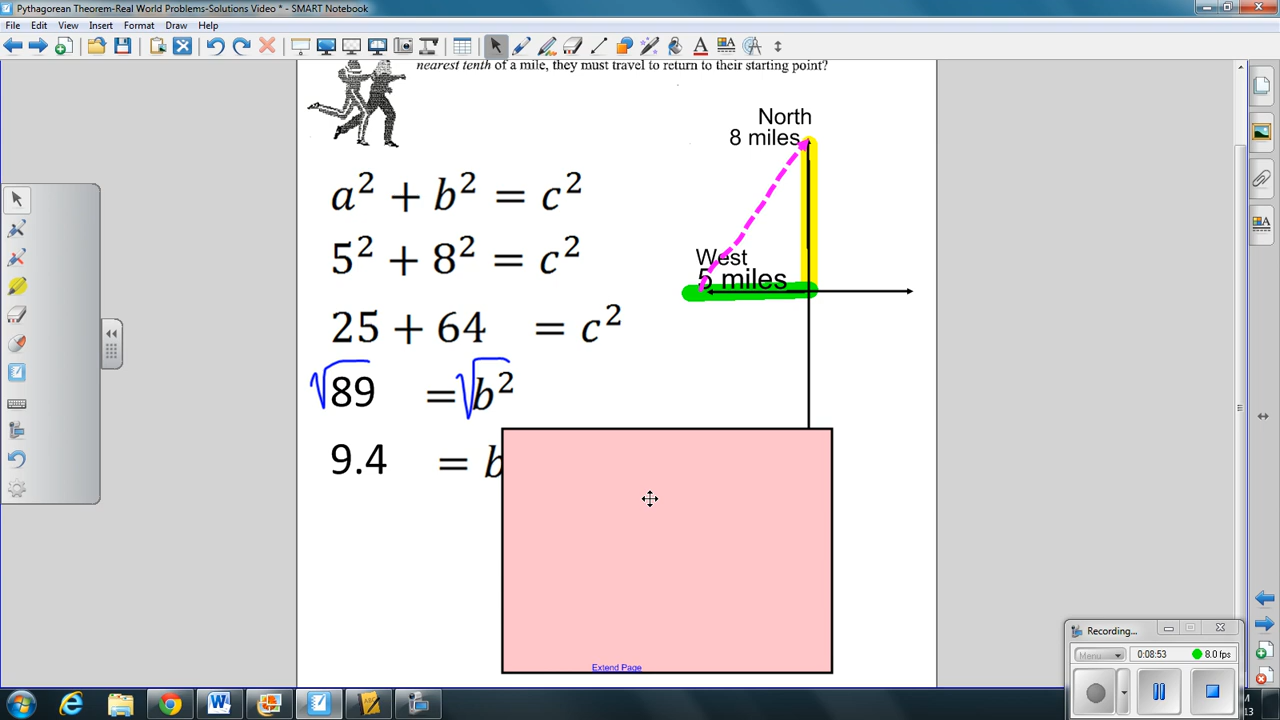 Pythagorean Theorem-Real World Problems-Solutions Video * - SMART Notebook
File Edit View Insert Format Draw Help
nearest tenth of a mile, they must travel to return to their starting point?
North
8 miles
a² + b² = c²
5² + 8² = c²
West
5 miles
25 + 64 = c²
√89 = √b²
9.4 = b
Extend Page
Recording...
Menu
0:08:53
8.0 fps
M
13